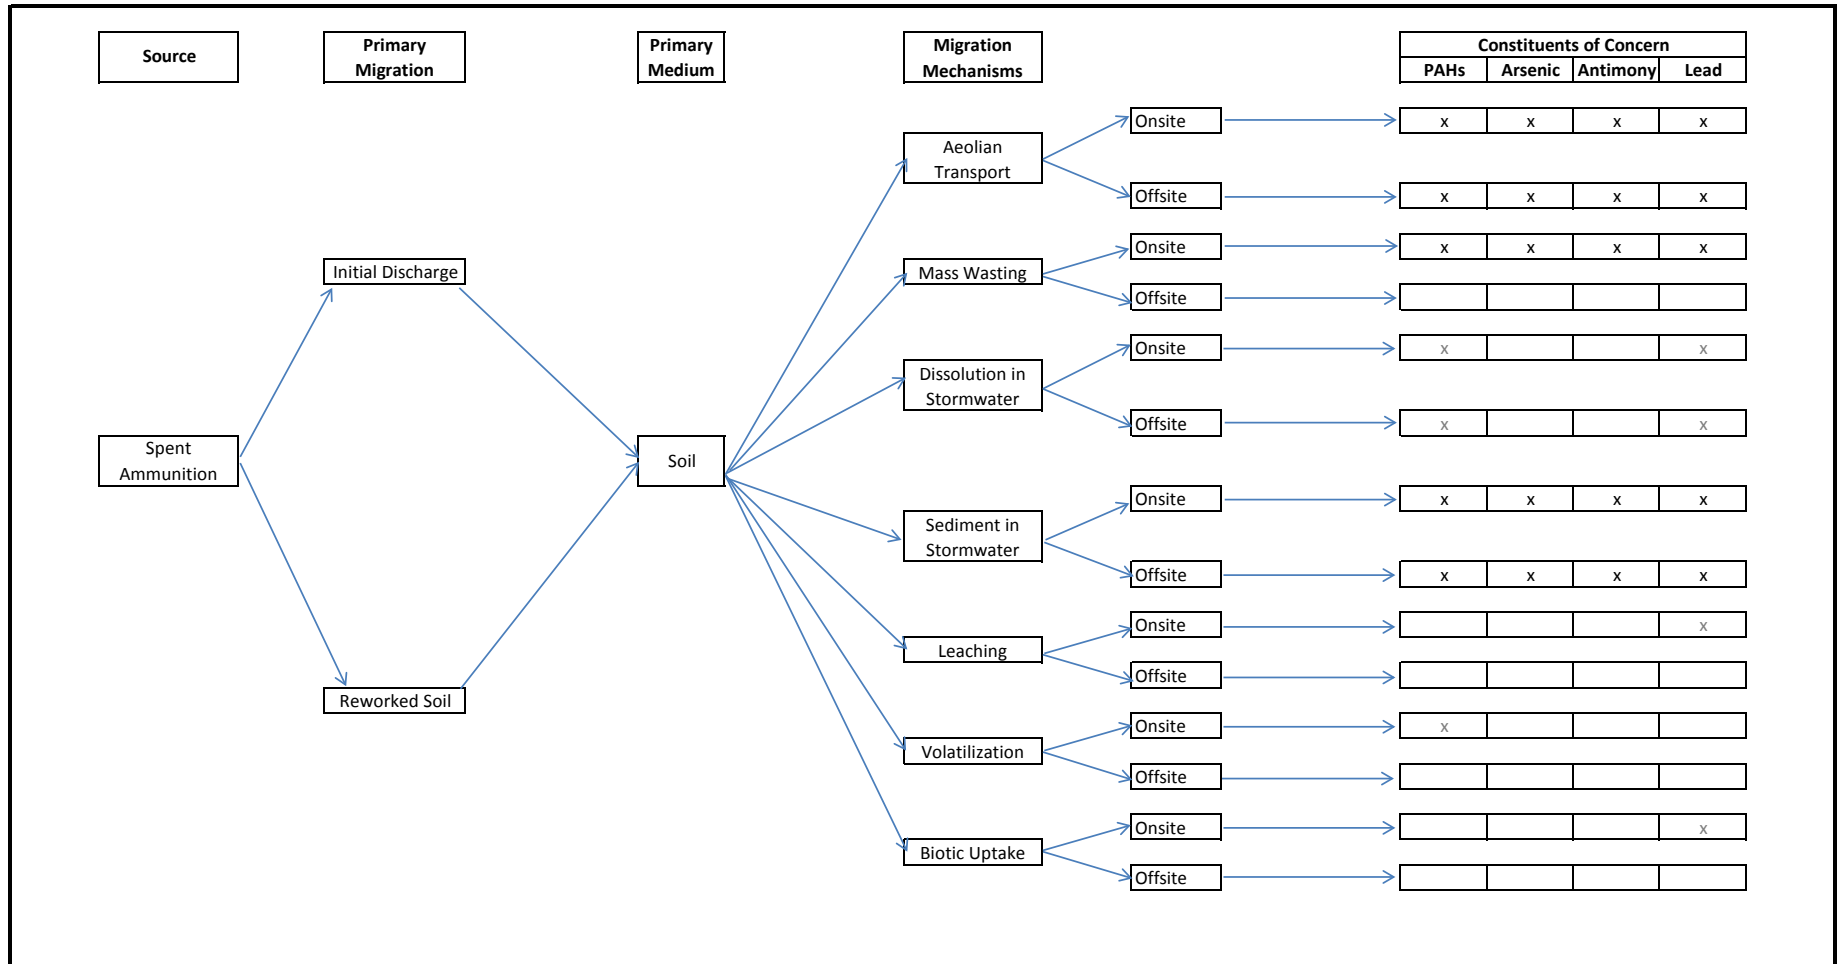 Source
Primary
Migration
Primary
Medium
Migration
Mechanisms
Constituents of Concern
PAHs Arsenic Antimony Lead
Onsite x x x x
Aeolian
Transport
Offsite x x x x
Onsite x x x x
Initial Discharge
Mass Wasting
Offsite
Onsite x x
Dissolution in
Stormwater
Offsite x x
Spent
Ammunition
Soil
Onsite x x x x
Sediment in
Stormwater
Offsite x x x x
Onsite x
Leaching
Offsite
Reworked Soil
Onsite x
Volatilization
Offsite
Onsite x
Biotic Uptake
Offsite